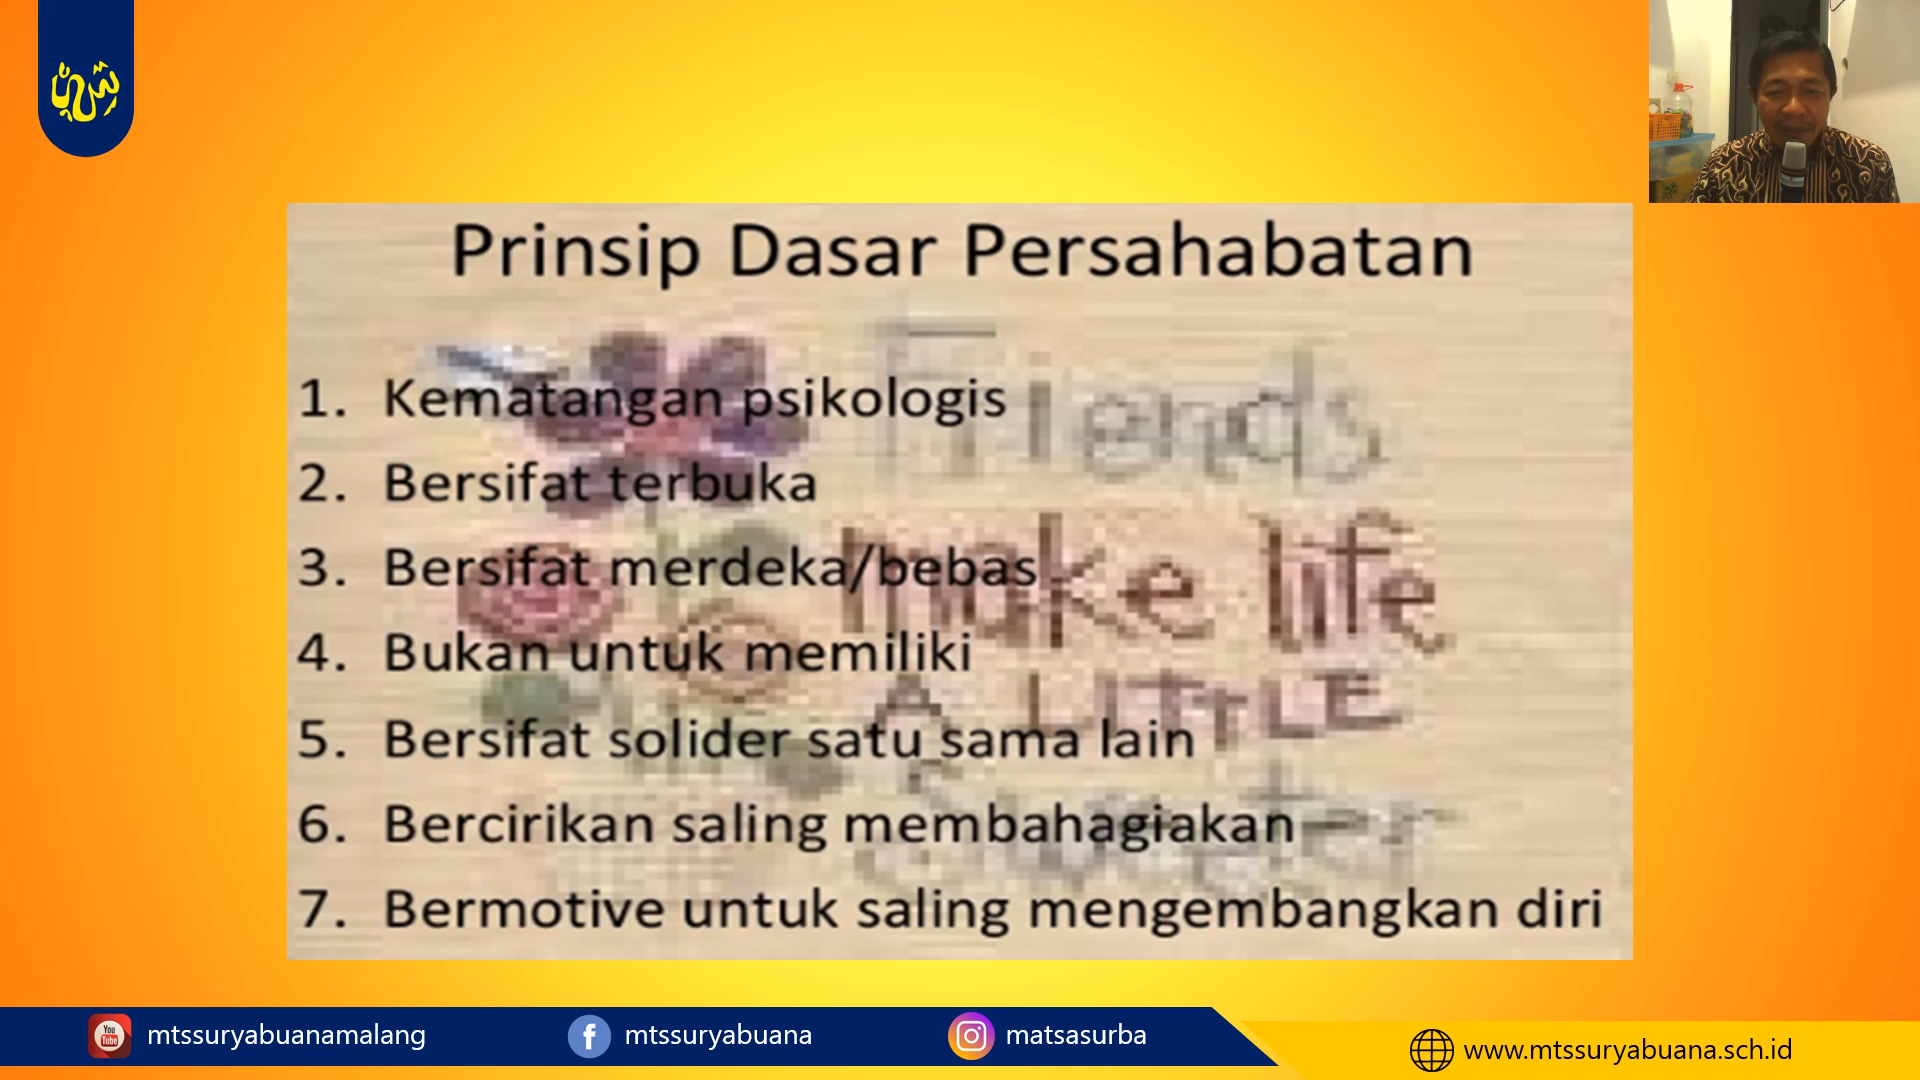 Prinsip Dasar Persahabatan
Friends
1. Kematangan psikologis
2. Bersifat terbuka
make life
3. Bersifat merdeka/bebas
4. Bukan untuk memiliki
A LITTLE
5. Bersifat solider satu sama lain
6. Bercirikan saling membahagiakan
7. Bermotive untuk saling mengembangkan diri
You
Tube
mtssuryabuanamalang
mtssuryabuana
matsasurba
www.mtssuryabuana.sch.id